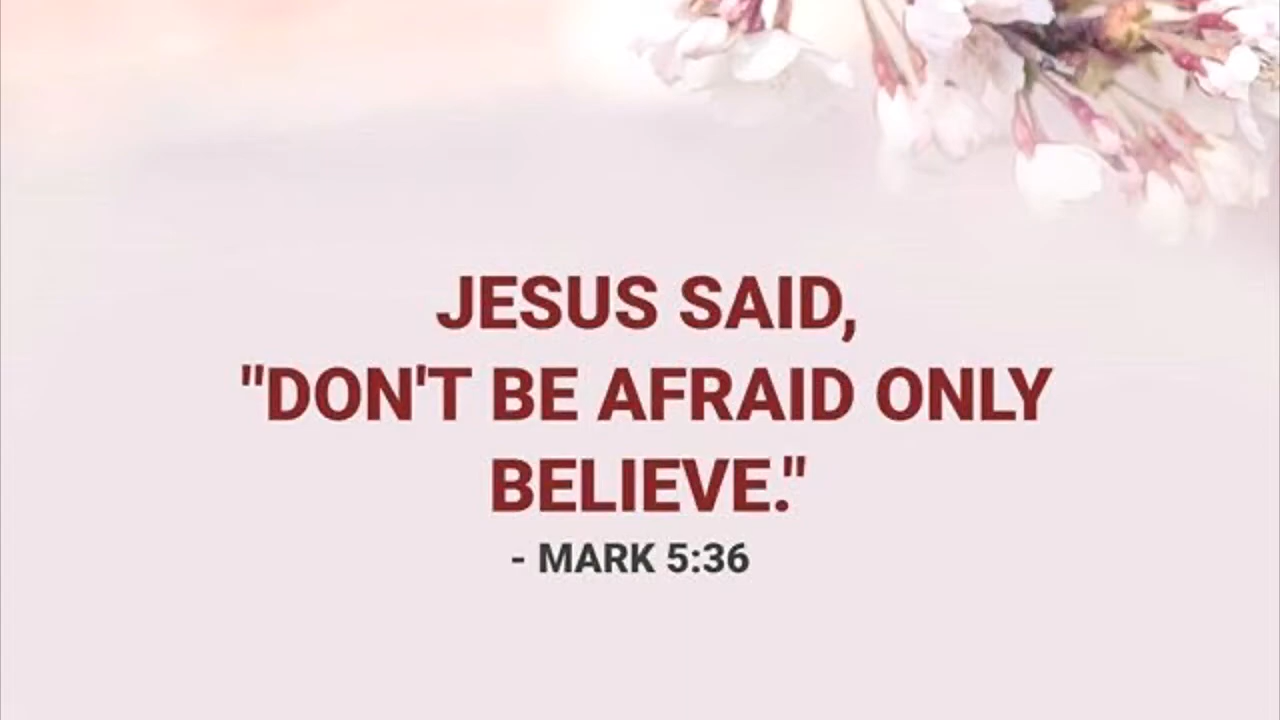 JESUS SAID,
"DON'T BE AFRAID ONLY
BELIEVE."
- MARK 5:36